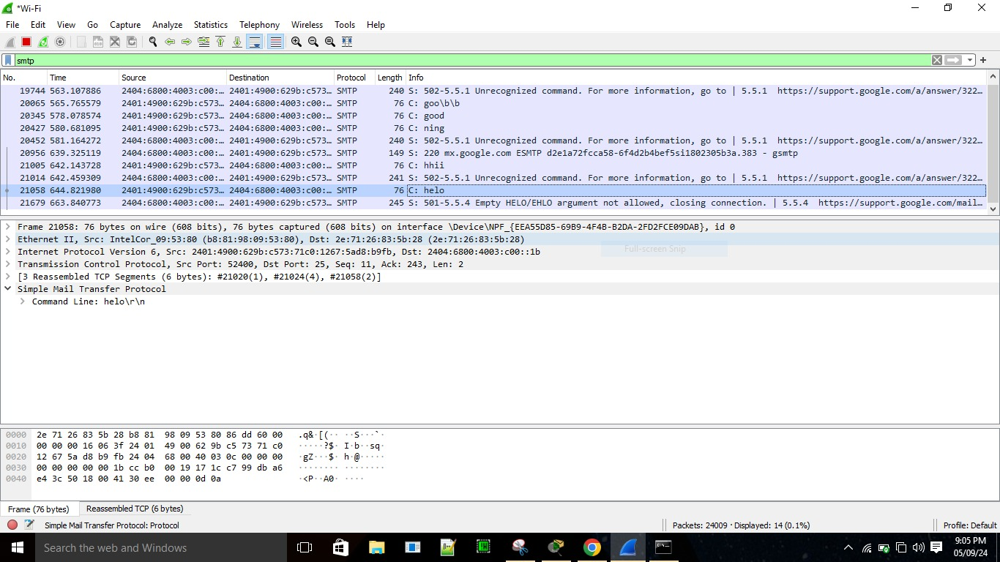 *Wi-Fi
File Edit View Go Capture Analyze Statistics Telephony Wireless Tools Help
smtp
No. Time Source Destination Protocol Length Info
19744 563.107886 2404:6800:4003:c00:… 2401:4900:629b:c573… SMTP 240 S: 502-5.5.1 Unrecognized command. For more information, go to | 5.5.1 https://support.google.com/a/answer/322…
20065 565.765579 2401:4900:629b:c573… 2404:6800:4003:c00:… SMTP 76 C: goo\b\b
20345 578.078574 2401:4900:629b:c573… 2404:6800:4003:c00:… SMTP 76 C: good
20427 580.681095 2401:4900:629b:c573… 2404:6800:4003:c00:… SMTP 76 C: ning
20452 581.164272 2404:6800:4003:c00:… 2401:4900:629b:c573… SMTP 240 S: 502-5.5.1 Unrecognized command. For more information, go to | 5.5.1 https://support.google.com/a/answer/322…
20956 639.325119 2404:6800:4003:c00:… 2401:4900:629b:c573… SMTP 149 S: 220 mx.google.com ESMTP d2e1a72fcca58-6f4d2b4bef5si1802305b3a.383 - gsmtp
21005 642.143728 2401:4900:629b:c573… 2404:6800:4003:c00:… SMTP 76 C: hhii
21014 642.459309 2404:6800:4003:c00:… 2401:4900:629b:c573… SMTP 241 S: 502-5.5.1 Unrecognized command. For more information, go to | 5.5.1 https://support.google.com/a/answer/322…
21058 644.821980 2401:4900:629b:c573… 2404:6800:4003:c00:… SMTP 76 C: helo
21679 663.840773 2404:6800:4003:c00:… 2401:4900:629b:c573… SMTP 245 S: 501-5.5.4 Empty HELO/EHLO argument not allowed, closing connection. | 5.5.4 https://support.google.com/mail…
Frame 21058: 76 bytes on wire (608 bits), 76 bytes captured (608 bits) on interface \Device\NPF_{EEA55D85-69B9-4F4B-B2DA-2FD2FCE09DAB}, id 0
Ethernet II, Src: IntelCor_09:53:80 (b8:81:98:09:53:80), Dst: 2e:71:26:83:5b:28 (2e:71:26:83:5b:28)
Full-screen Snip
Internet Protocol Version 6, Src: 2401:4900:629b:c573:71c0:1267:5ad8:b9fb, Dst: 2404:6800:4003:c00::1b
Transmission Control Protocol, Src Port: 52400, Dst Port: 25, Seq: 11, Ack: 243, Len: 2
[3 Reassembled TCP Segments (6 bytes): #21020(1), #21024(4), #21058(2)]
Simple Mail Transfer Protocol
Command Line: helo\r\n
0000 2e 71 26 83 5b 28 b8 81 98 09 53 80 86 dd 60 00 .q&·[(·· ··S···`·
0010 00 00 00 16 06 3f 24 01 49 00 62 9b c5 73 71 c0 ·····?$· I·b··sq·
0020 12 67 5a d8 b9 fb 24 04 68 00 40 03 0c 00 00 00 ·gZ···$· h·@·····
0030 00 00 00 00 00 1b cc b0 00 19 17 1c c7 99 db a6 ········ ········
0040 e4 3c 50 18 00 41 30 ee 00 00 0d 0a ·<P··A0· ····
Frame (76 bytes) Reassembled TCP (6 bytes)
Simple Mail Transfer Protocol: Protocol Packets: 24009 · Displayed: 14 (0.1%) Profile: Default
Search the web and Windows
9:05 PM
05/09/24